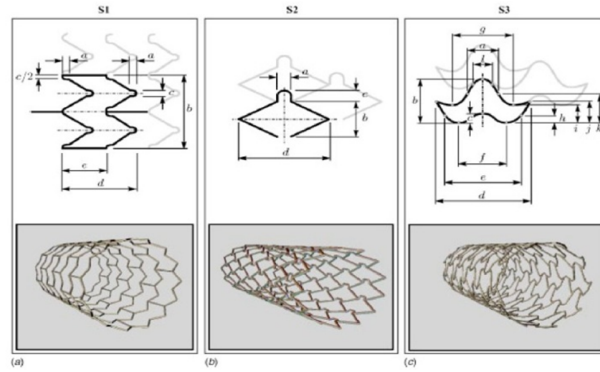 S1 S2 S3
c/2 a a c b e d
a e b d
g a l b c h i j k f e d
(a) (b) (c)